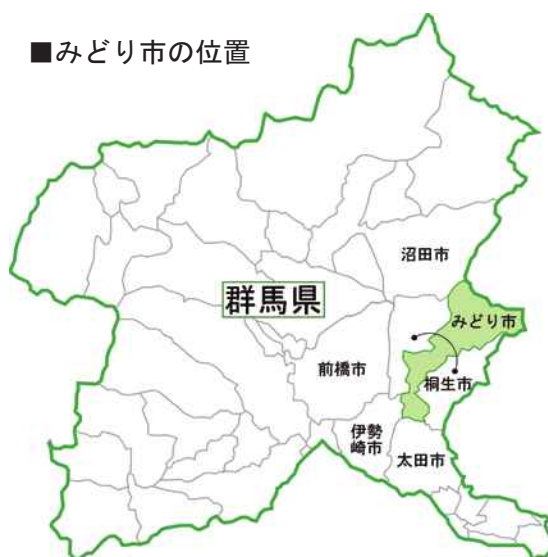 ■みどり市の位置
沼田市
群馬県
みどり市
前橋市
桐生市
伊勢
崎市
太田市